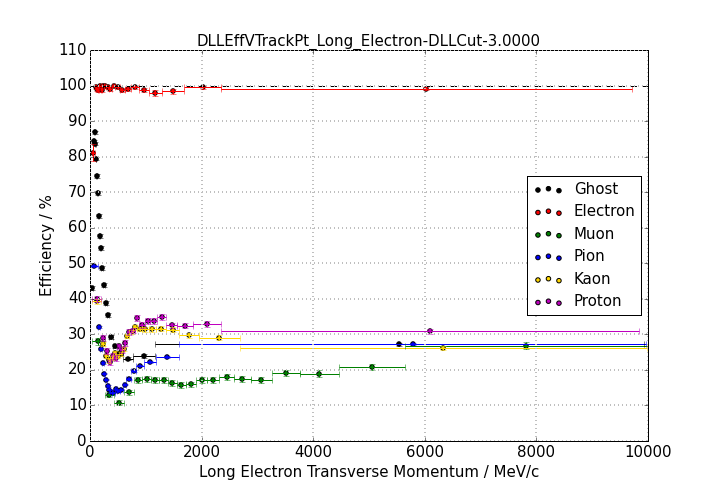 DLLEffVTrackPt_Long_Electron-DLLCut-3.0000
110
100
90
80
70
60
50
40
30
20
10
0
Efficiency / %
Ghost
Electron
Muon
Pion
Kaon
Proton
0 2000 4000 6000 8000 10000
Long Electron Transverse Momentum / MeV/c